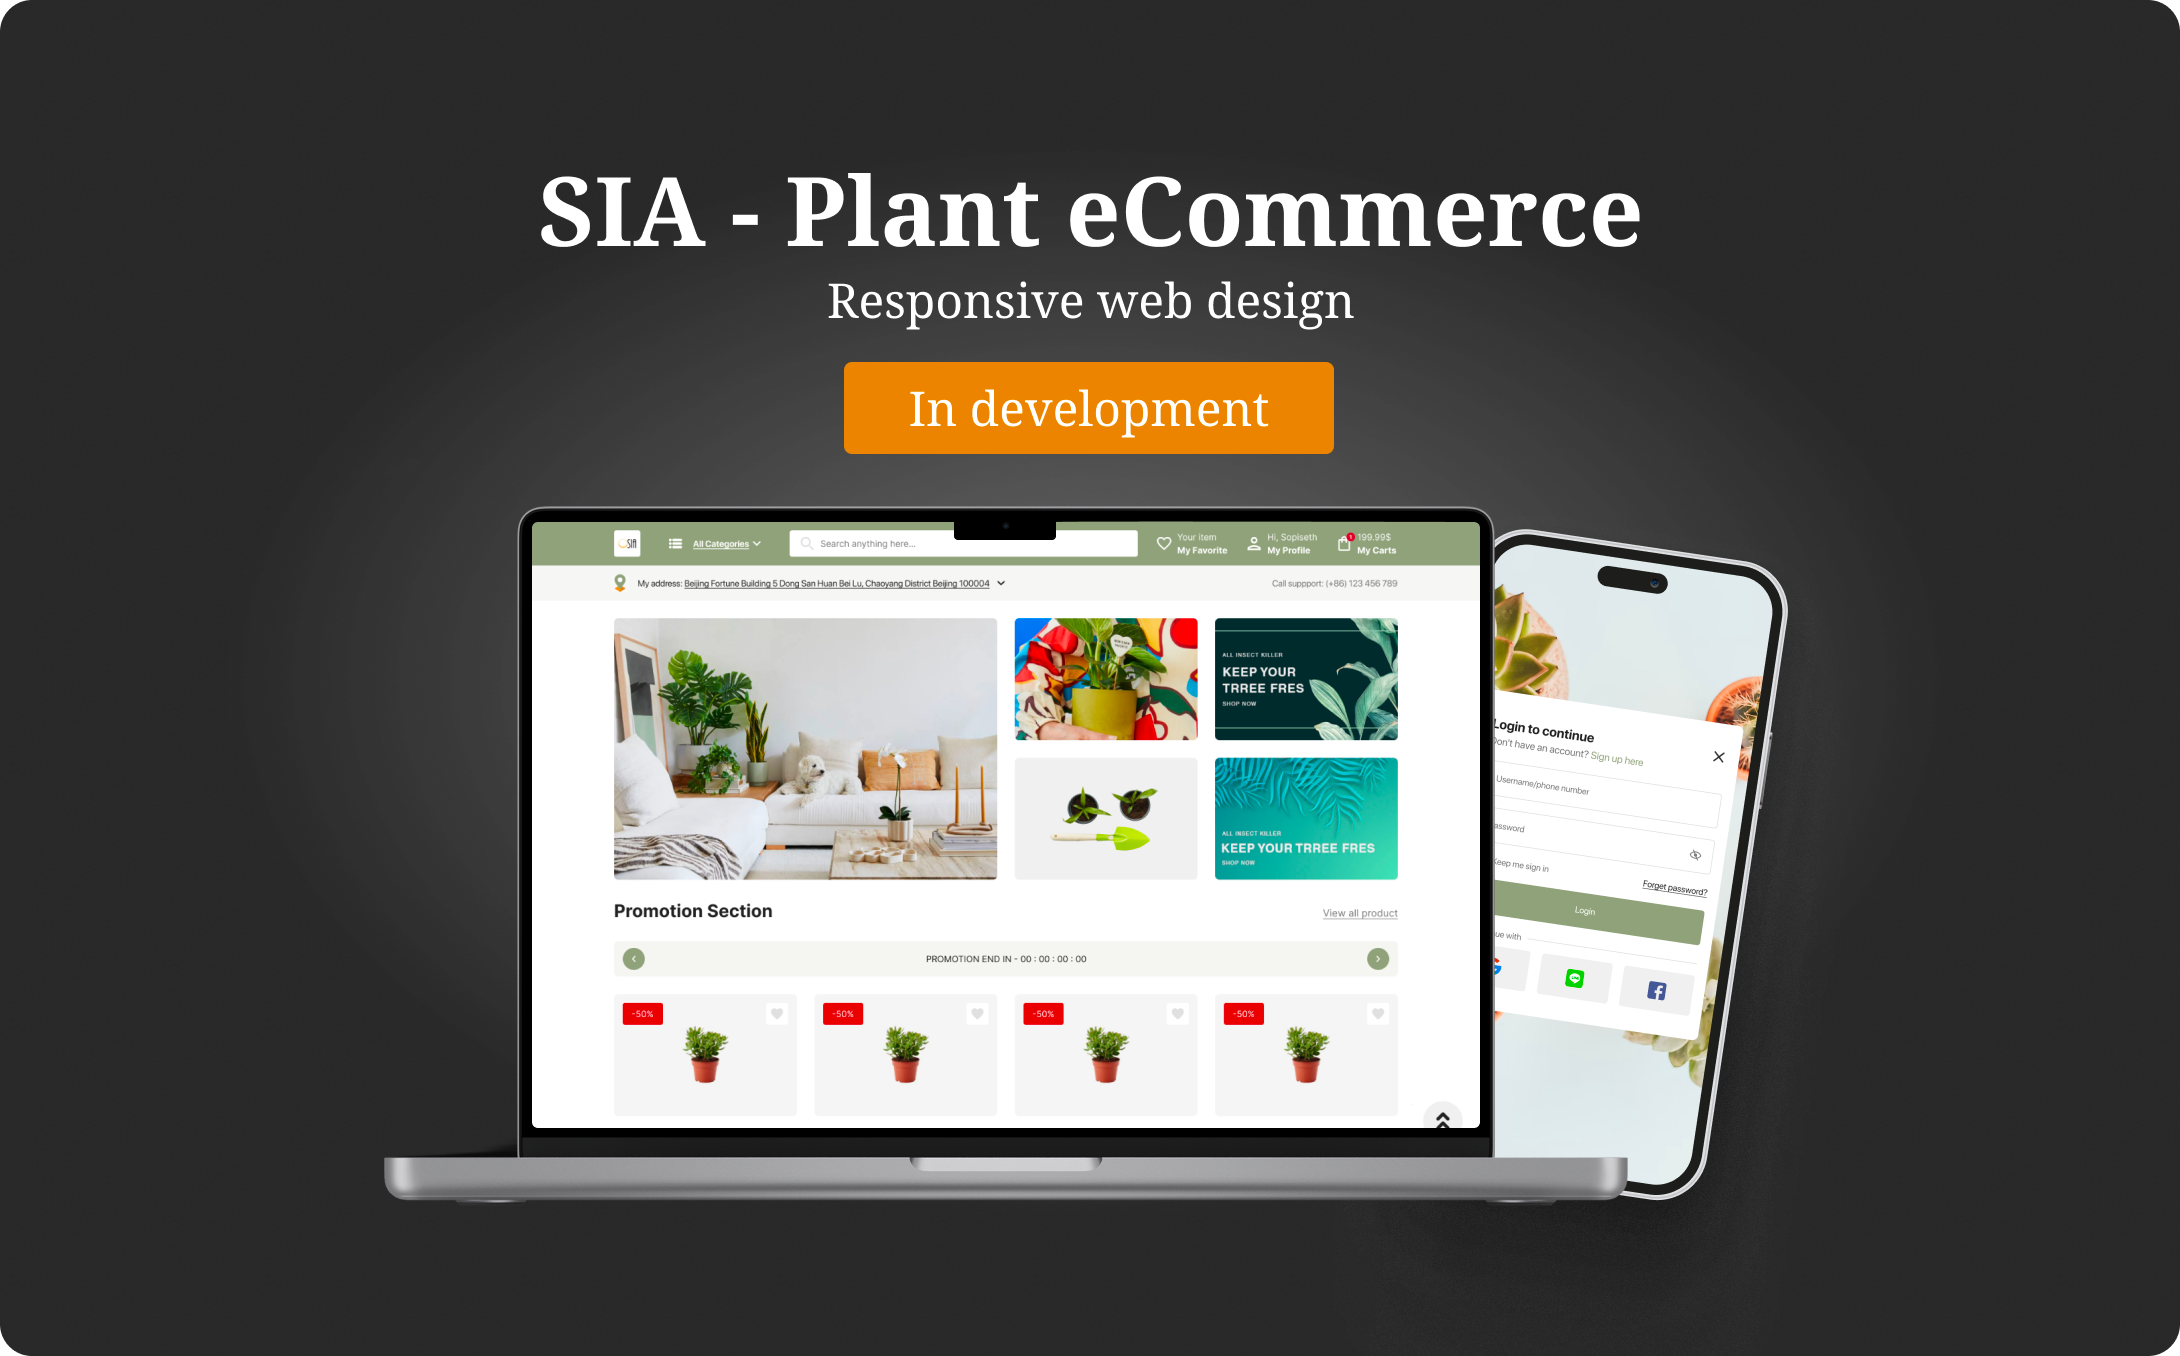 SIA - Plant eCommerce
Responsive web design
In development
SIA
All Categories
Search anything here...
Your item
My Favorite
Hi, Sopiseth
My Profile
1
199.99$
My Carts
My address: Beijing Fortune Building 5 Dong San Huan Bei Lu, Chaoyang District Beijing 100004
Call suppport: (+86) 123 456 789
ALL INSECT KILLER
KEEP YOUR
TRREE FRES
SHOP NOW
ALL INSECT KILLER
KEEP YOUR TRREE FRES
SHOP NOW
Promotion Section
View all product
PROMOTION END IN - 00 : 00 : 00 : 00
-50%
-50%
-50%
-50%
Login to continue
Don't have an account? Sign up here
Username/phone number
assword
Keep me sign in
Forget password?
Login
ue with